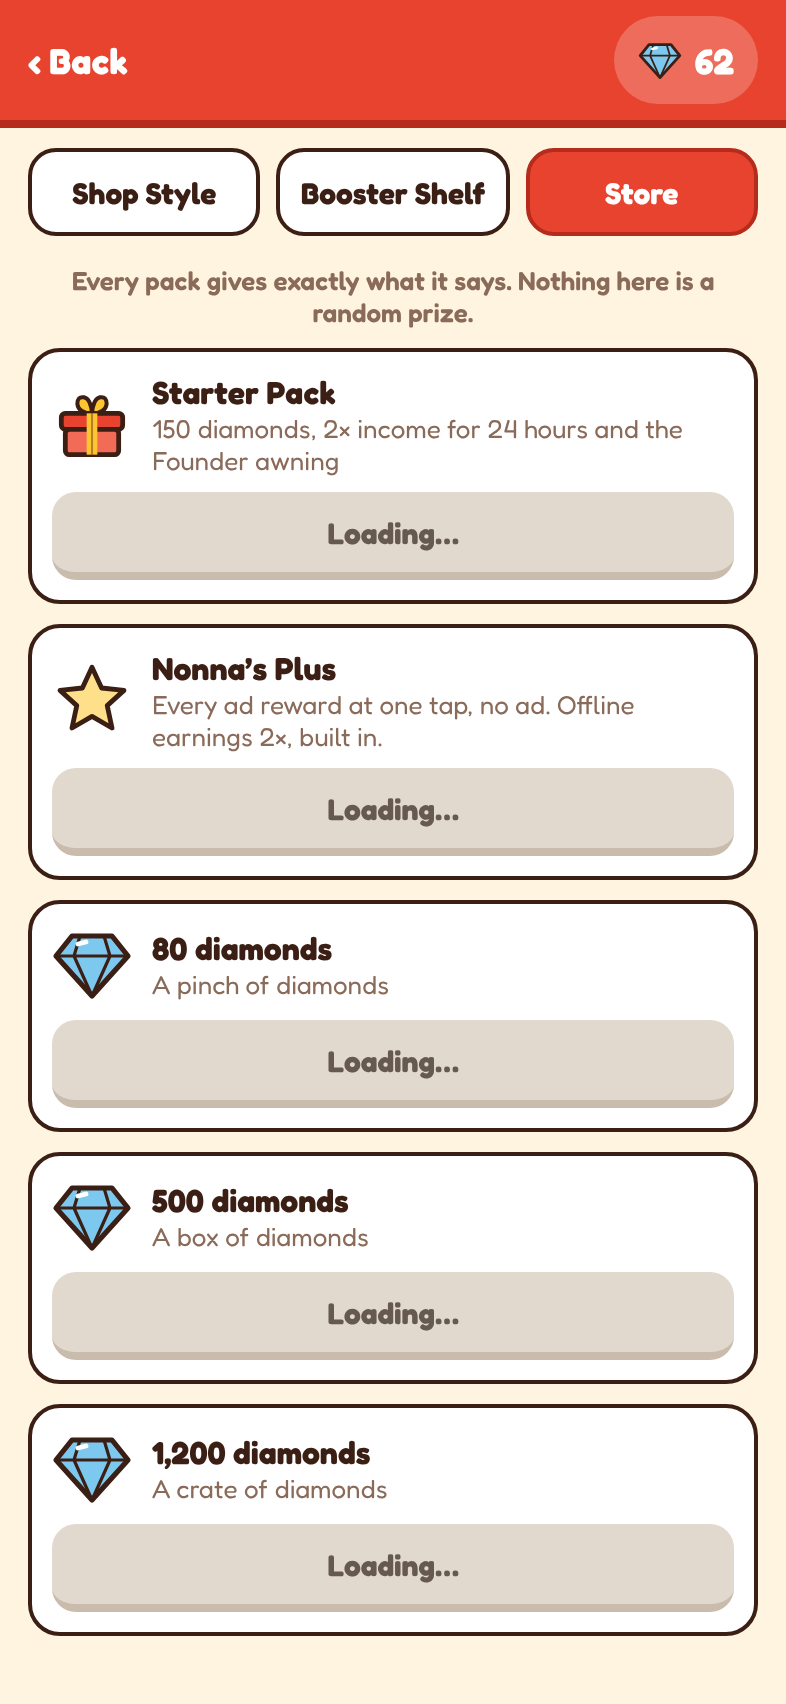 ‹ Back
62
Shop Style
Booster Shelf
Store
Every pack gives exactly what it says. Nothing here is a
random prize.
Starter Pack
150 diamonds, 2× income for 24 hours and the
Founder awning
Loading...
Nonna’s Plus
Every ad reward at one tap, no ad. Offline
earnings 2×, built in.
Loading...
80 diamonds
A pinch of diamonds
Loading...
500 diamonds
A box of diamonds
Loading...
1,200 diamonds
A crate of diamonds
Loading...